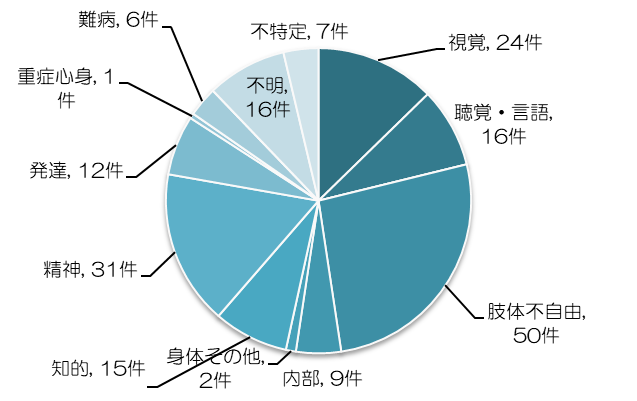 難病, 6件
不特定, 7件
視覚, 24件
重症心身, 1
件
不明,
16件
聴覚・言語,
16件
発達, 12件
精神, 31件
肢体不自由,
50件
知的, 15件
身体その他,
2件
内部, 9件